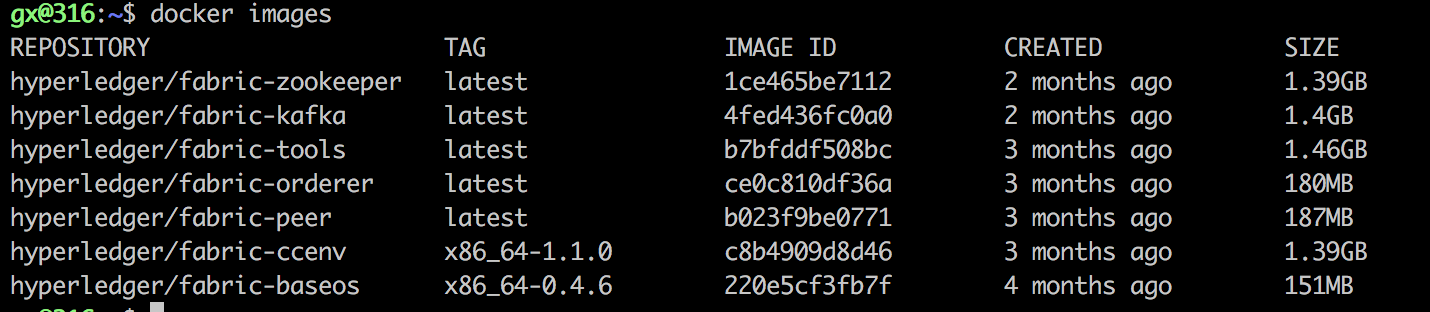 gx@316:~$ docker images
REPOSITORY TAG IMAGE ID CREATED SIZE
hyperledger/fabric-zookeeper latest 1ce465be7112 2 months ago 1.39GB
hyperledger/fabric-kafka latest 4fed436fc0a0 2 months ago 1.4GB
hyperledger/fabric-tools latest b7bfddf508bc 3 months ago 1.46GB
hyperledger/fabric-orderer latest ce0c810df36a 3 months ago 180MB
hyperledger/fabric-peer latest b023f9be0771 3 months ago 187MB
hyperledger/fabric-ccenv x86_64-1.1.0 c8b4909d8d46 3 months ago 1.39GB
hyperledger/fabric-baseos x86_64-0.4.6 220e5cf3fb7f 4 months ago 151MB